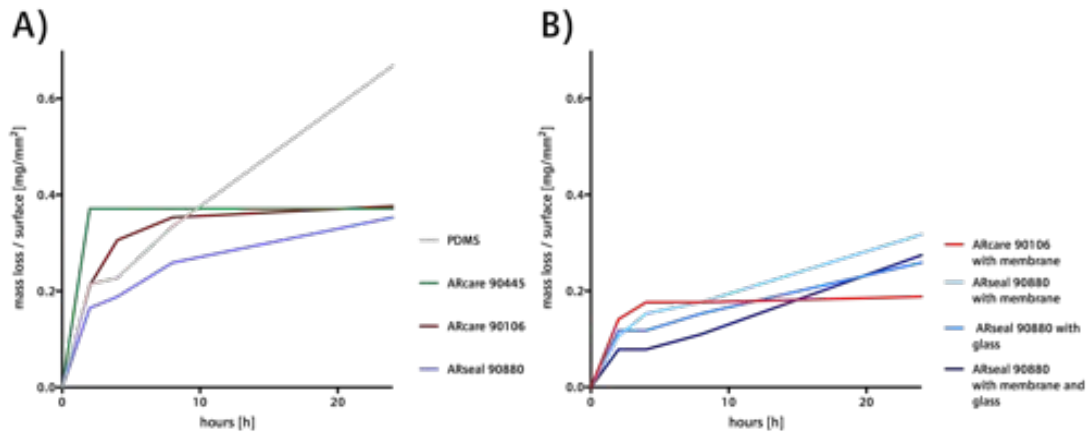 A)
mass loss / surface [mg/mm²]
0.6
0.4
0.2
0.0
0
10
20
hours [h]
PDMS
ARcare 90445
ARcare 90106
ARseal 90880
B)
mass loss / surface [mg/mm²]
0.6
0.4
0.2
0.0
0
10
20
hours [h]
ARcare 90106
with membrane
ARseal 90880
with membrane
ARseal 90880 with
glass
ARseal 90880
with membrane and
glass